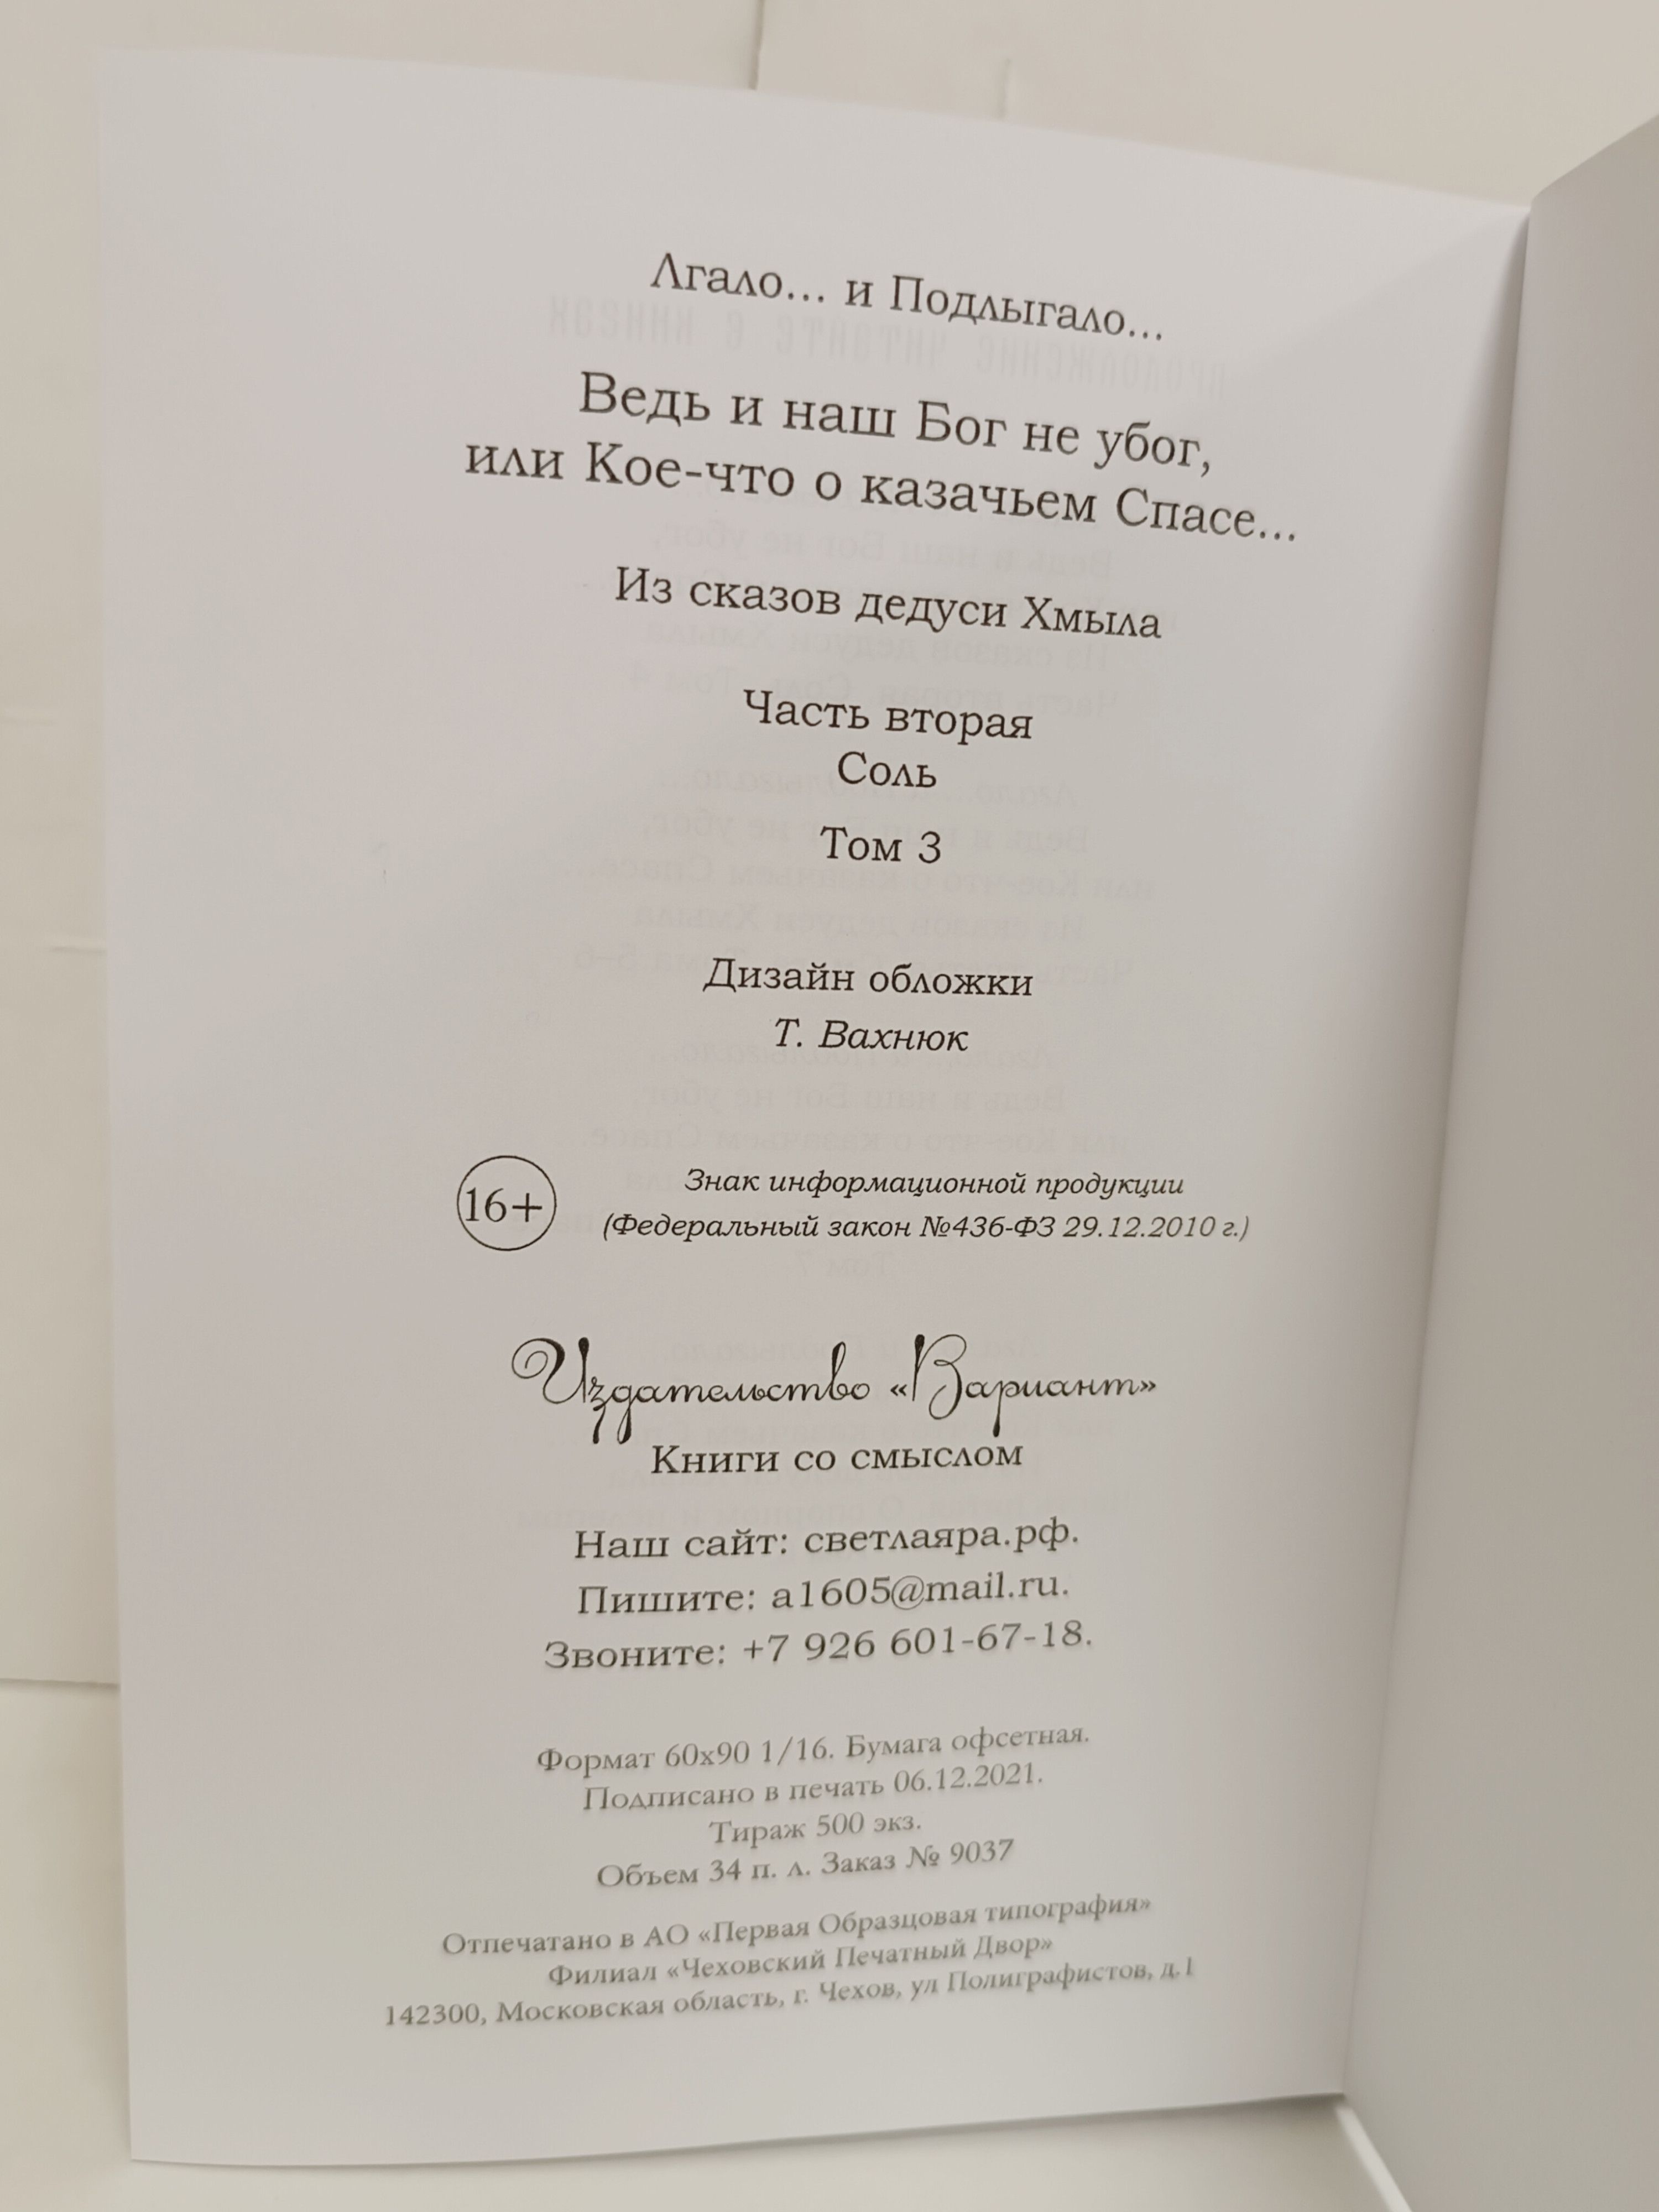 Лгало... и Подлыгало...
Ведь и наш Бог не убог,
или Кое-что о казачьем Спасе...
Из сказов дедуси Хмыла
Часть вторая
Соль
Том 3
Дизайн обложки
Т. Вахнюк
16+
Знак информационной продукции
(Федеральный закон №436-ФЗ 29.12.2010 г.)
Издательство «Вариант»
Книги со смыслом
Наш сайт: светлаяра.рф.
Пишите: a1605@mail.ru.
Звоните: +7 926 601-67-18.
Формат 60х90 1/16. Бумага офсетная.
Подписано в печать 06.12.2021.
Тираж 500 экз.
Объем 34 п. л. Заказ № 9037
Отпечатано в АО «Первая Образцовая типография»
Филиал «Чеховский Печатный Двор»
142300, Московская область, г. Чехов, ул Полиграфистов, д.1